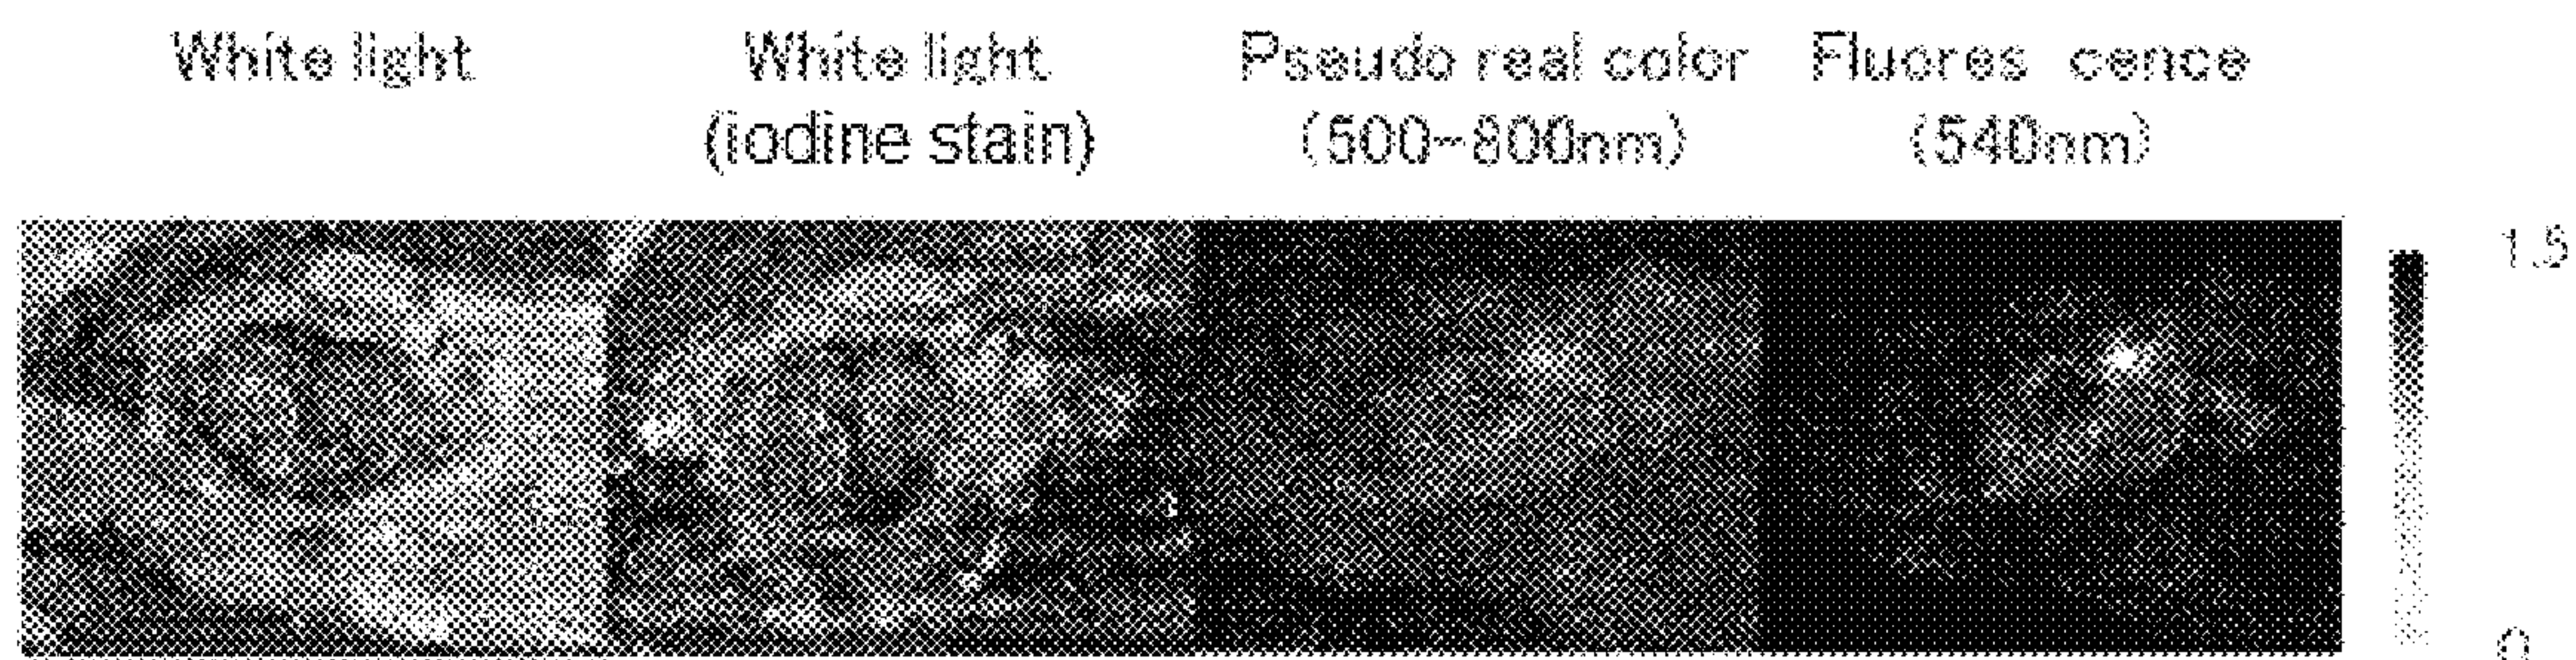 White light
White light
(iodine stain)
Pseudo real color
(500~800nm)
Fluores cence
(540nm)
1.5
0